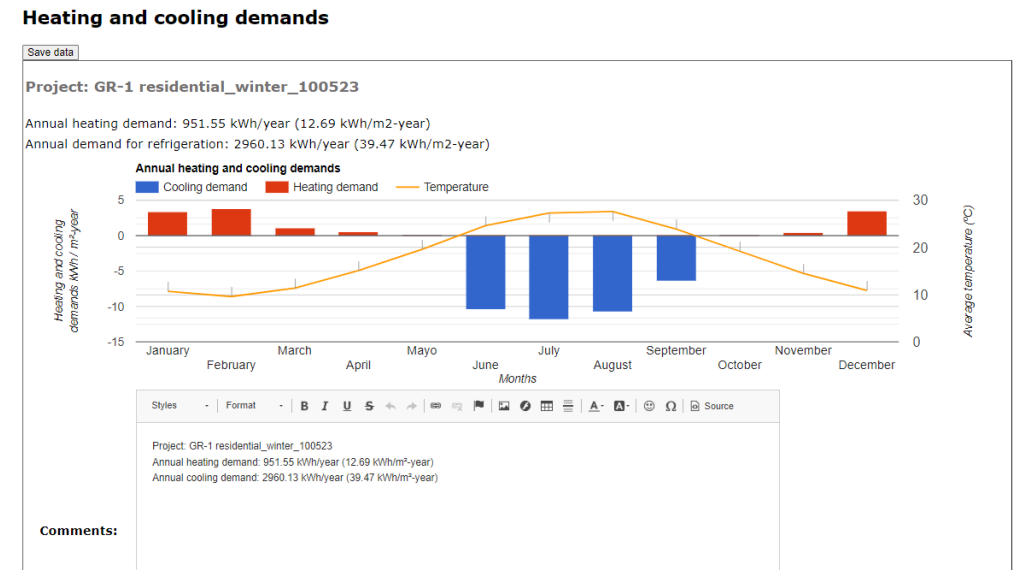 Heating and cooling demands
Save data
Project: GR-1 residential_winter_100523
Annual heating demand: 951.55 kWh/year (12.69 kWh/m2-year)
Annual demand for refrigeration: 2960.13 kWh/year (39.47 kWh/m2-year)
Annual heating and cooling demands
Cooling demand Heating demand Temperature
Heating and cooling
demands kWh / m²-year
5
0
-5
-10
-15
30
20
10
0
Average temperature (°C)
January February March April Mayo June July August September October November December
Months
Styles Format B I U S A A Ω Source
Project: GR-1 residential_winter_100523
Annual heating demand: 951.55 kWh/year (12.69 kWh/m²-year)
Annual cooling demand: 2960.13 kWh/year (39.47 kWh/m²-year)
Comments: